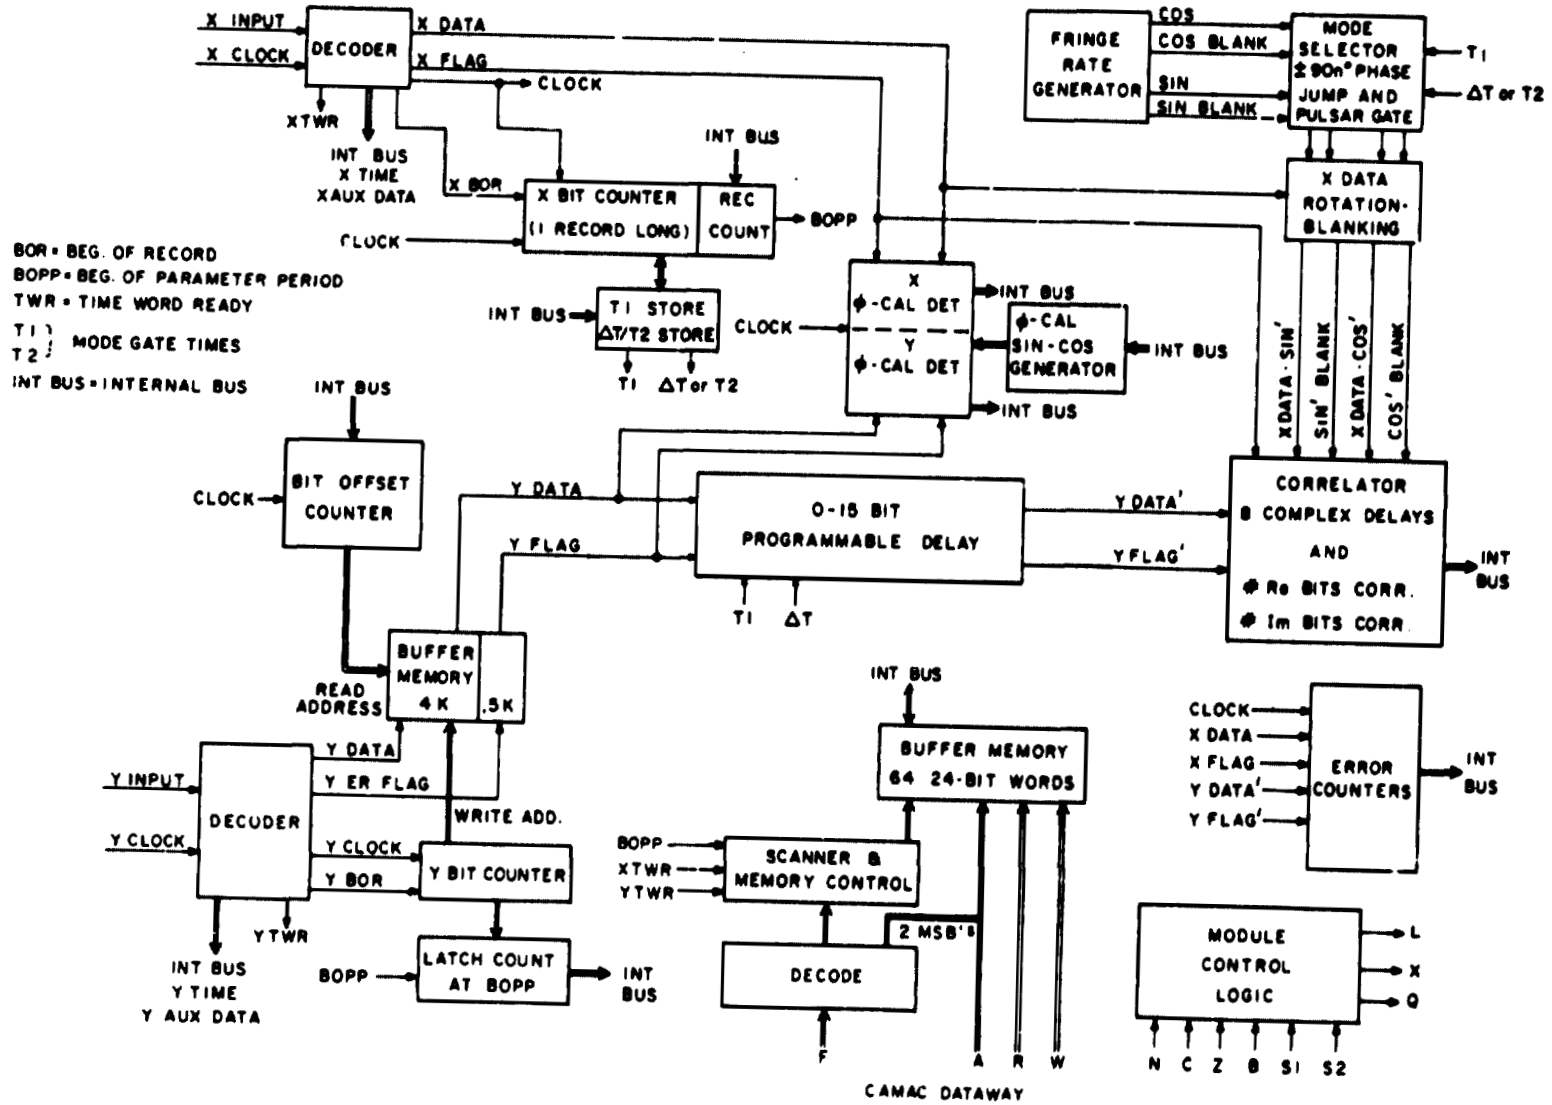 X INPUT
X CLOCK
DECODER
X DATA
X FLAG
CLOCK
XTWR
INT BUS
X TIME
XAUX DATA
X BOR
INT BUS
X BIT COUNTER
(1 RECORD LONG)
REC
COUNT
BOPP
CLOCK
INT BUS
T1 STORE
ΔT/T2 STORE
T1
ΔT or T2
FRINGE
RATE
GENERATOR
COS
COS BLANK
SIN
SIN BLANK
MODE
SELECTOR
±90n° PHASE
JUMP AND
PULSAR GATE
T1
ΔT or T2
X DATA
ROTATION-
BLANKING
BOR = BEG. OF RECORD
BOPP = BEG. OF PARAMETER PERIOD
TWR = TIME WORD READY
T1
T2
MODE GATE TIMES
INT BUS = INTERNAL BUS
CLOCK
X
ϕ-CAL DET
Y
ϕ-CAL DET
INT BUS
INT BUS
ϕ-CAL
SIN-COS
GENERATOR
INT BUS
XDATA·SIN'
SIN' BLANK
XDATA·COS'
COS' BLANK
INT BUS
CLOCK
BIT OFFSET
COUNTER
Y DATA
Y FLAG
0-15 BIT
PROGRAMMABLE DELAY
T1
ΔT
Y DATA'
Y FLAG'
CORRELATOR
8 COMPLEX DELAYS
AND
# Re BITS CORR.
# Im BITS CORR.
INT
BUS
READ
ADDRESS
BUFFER
MEMORY
4K
.5K
Y INPUT
Y CLOCK
DECODER
Y DATA
Y ER FLAG
WRITE ADD.
Y CLOCK
Y BOR
Y BIT COUNTER
YTWR
INT BUS
Y TIME
Y AUX DATA
BOPP
LATCH COUNT
AT BOPP
INT
BUS
INT BUS
BUFFER MEMORY
64 24-BIT WORDS
BOPP
XTWR
YTWR
SCANNER &
MEMORY CONTROL
2 MSB's
DECODE
F
A
R
W
CAMAC DATAWAY
CLOCK
X DATA
X FLAG
Y DATA'
Y FLAG'
ERROR
COUNTERS
INT
BUS
MODULE
CONTROL
LOGIC
L
X
Q
N
C
Z
B
S1
S2